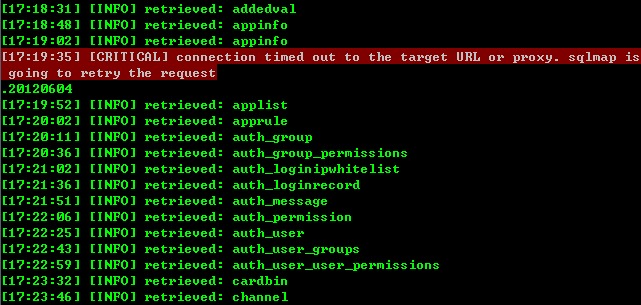 [17:18:31] [INFO] retrieved: addedval
[17:18:48] [INFO] retrieved: appinfo
[17:19:02] [INFO] retrieved: appinfo
[17:19:35] [CRITICAL] connection timed out to the target URL or proxy. sqlmap is
going to retry the request
.20120604
[17:19:52] [INFO] retrieved: applist
[17:20:02] [INFO] retrieved: apprule
[17:20:11] [INFO] retrieved: auth_group
[17:20:36] [INFO] retrieved: auth_group_permissions
[17:21:02] [INFO] retrieved: auth_loginipwhitelist
[17:21:36] [INFO] retrieved: auth_loginrecord
[17:21:51] [INFO] retrieved: auth_message
[17:22:06] [INFO] retrieved: auth_permission
[17:22:25] [INFO] retrieved: auth_user
[17:22:43] [INFO] retrieved: auth_user_groups
[17:22:59] [INFO] retrieved: auth_user_user_permissions
[17:23:32] [INFO] retrieved: cardbin
[17:23:46] [INFO] retrieved: channel